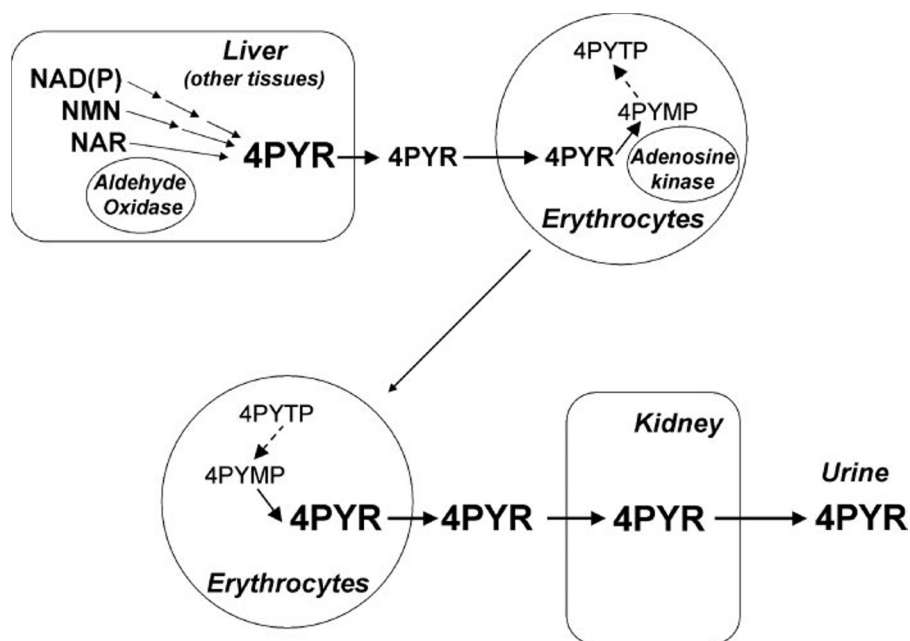 Liver
(other tissues)
NAD(P)
NMN
NAR
Aldehyde
Oxidase
4PYR
4PYR
4PYTP
4PYMP
4PYR
Adenosine
kinase
Erythrocytes
4PYTP
4PYMP
4PYR
Erythrocytes
4PYR
Kidney
4PYR
Urine
4PYR